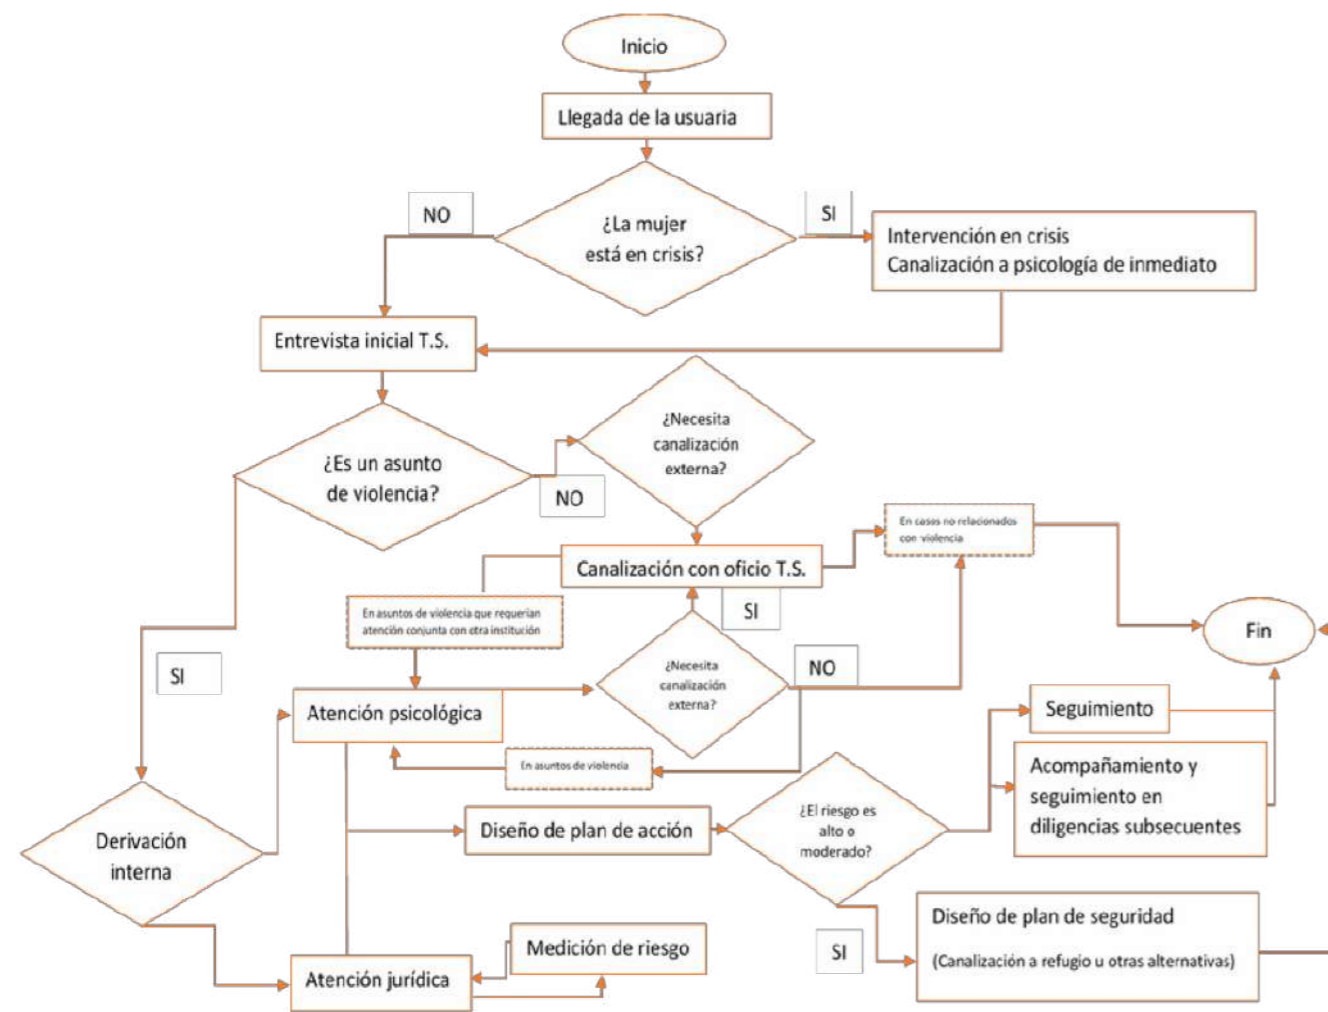 Inicio
Llegada de la usuaria
¿La mujer
está en crisis?
NO
SI
Intervención en crisis
Canalización a psicología de inmediato
Entrevista inicial T.S.
¿Es un asunto
de violencia?
NO
¿Necesita
canalización
externa?
En casos no relacionados
con violencia
Canalización con oficio T.S.
SI
En asuntos de violencia que requerían
atención conjunta con otra institución
Fin
SI
¿Necesita
canalización
externa?
NO
Atención psicológica
Seguimiento
En asuntos de violencia
Acompañamiento y
seguimiento en
diligencias subsecuentes
Derivación
interna
Diseño de plan de acción
¿El riesgo es
alto o
moderado?
SI
Diseño de plan de seguridad
(Canalización a refugio u otras alternativas)
Medición de riesgo
Atención jurídica